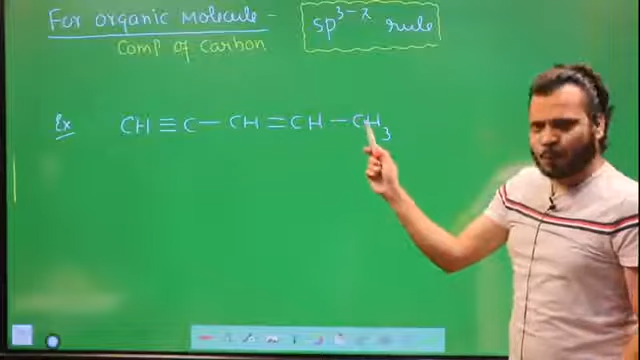 For organic molecule -
Comp of Carbon
sp³⁻ˣ rule
Ex CH ≡ C — CH = CH — CH₃